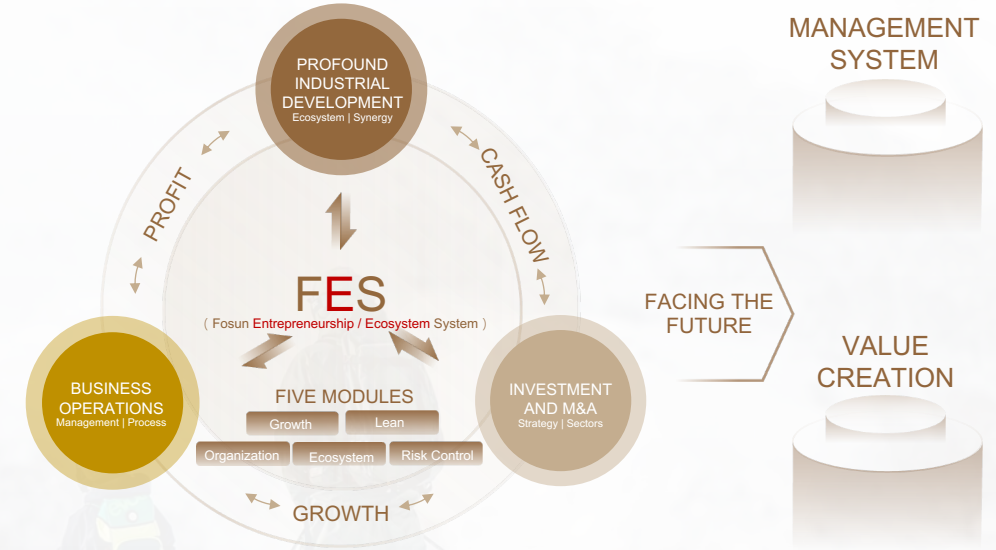 PROFOUND
INDUSTRIAL
DEVELOPMENT
Ecosystem | Synergy
PROFIT
CASH FLOW
FES
( Fosun Entrepreneurship / Ecosystem System )
BUSINESS
OPERATIONS
Management | Process
FIVE MODULES
Growth
Lean
Organization
Ecosystem
Risk Control
INVESTMENT
AND M&A
Strategy | Sectors
GROWTH
FACING THE
FUTURE
MANAGEMENT
SYSTEM
VALUE
CREATION